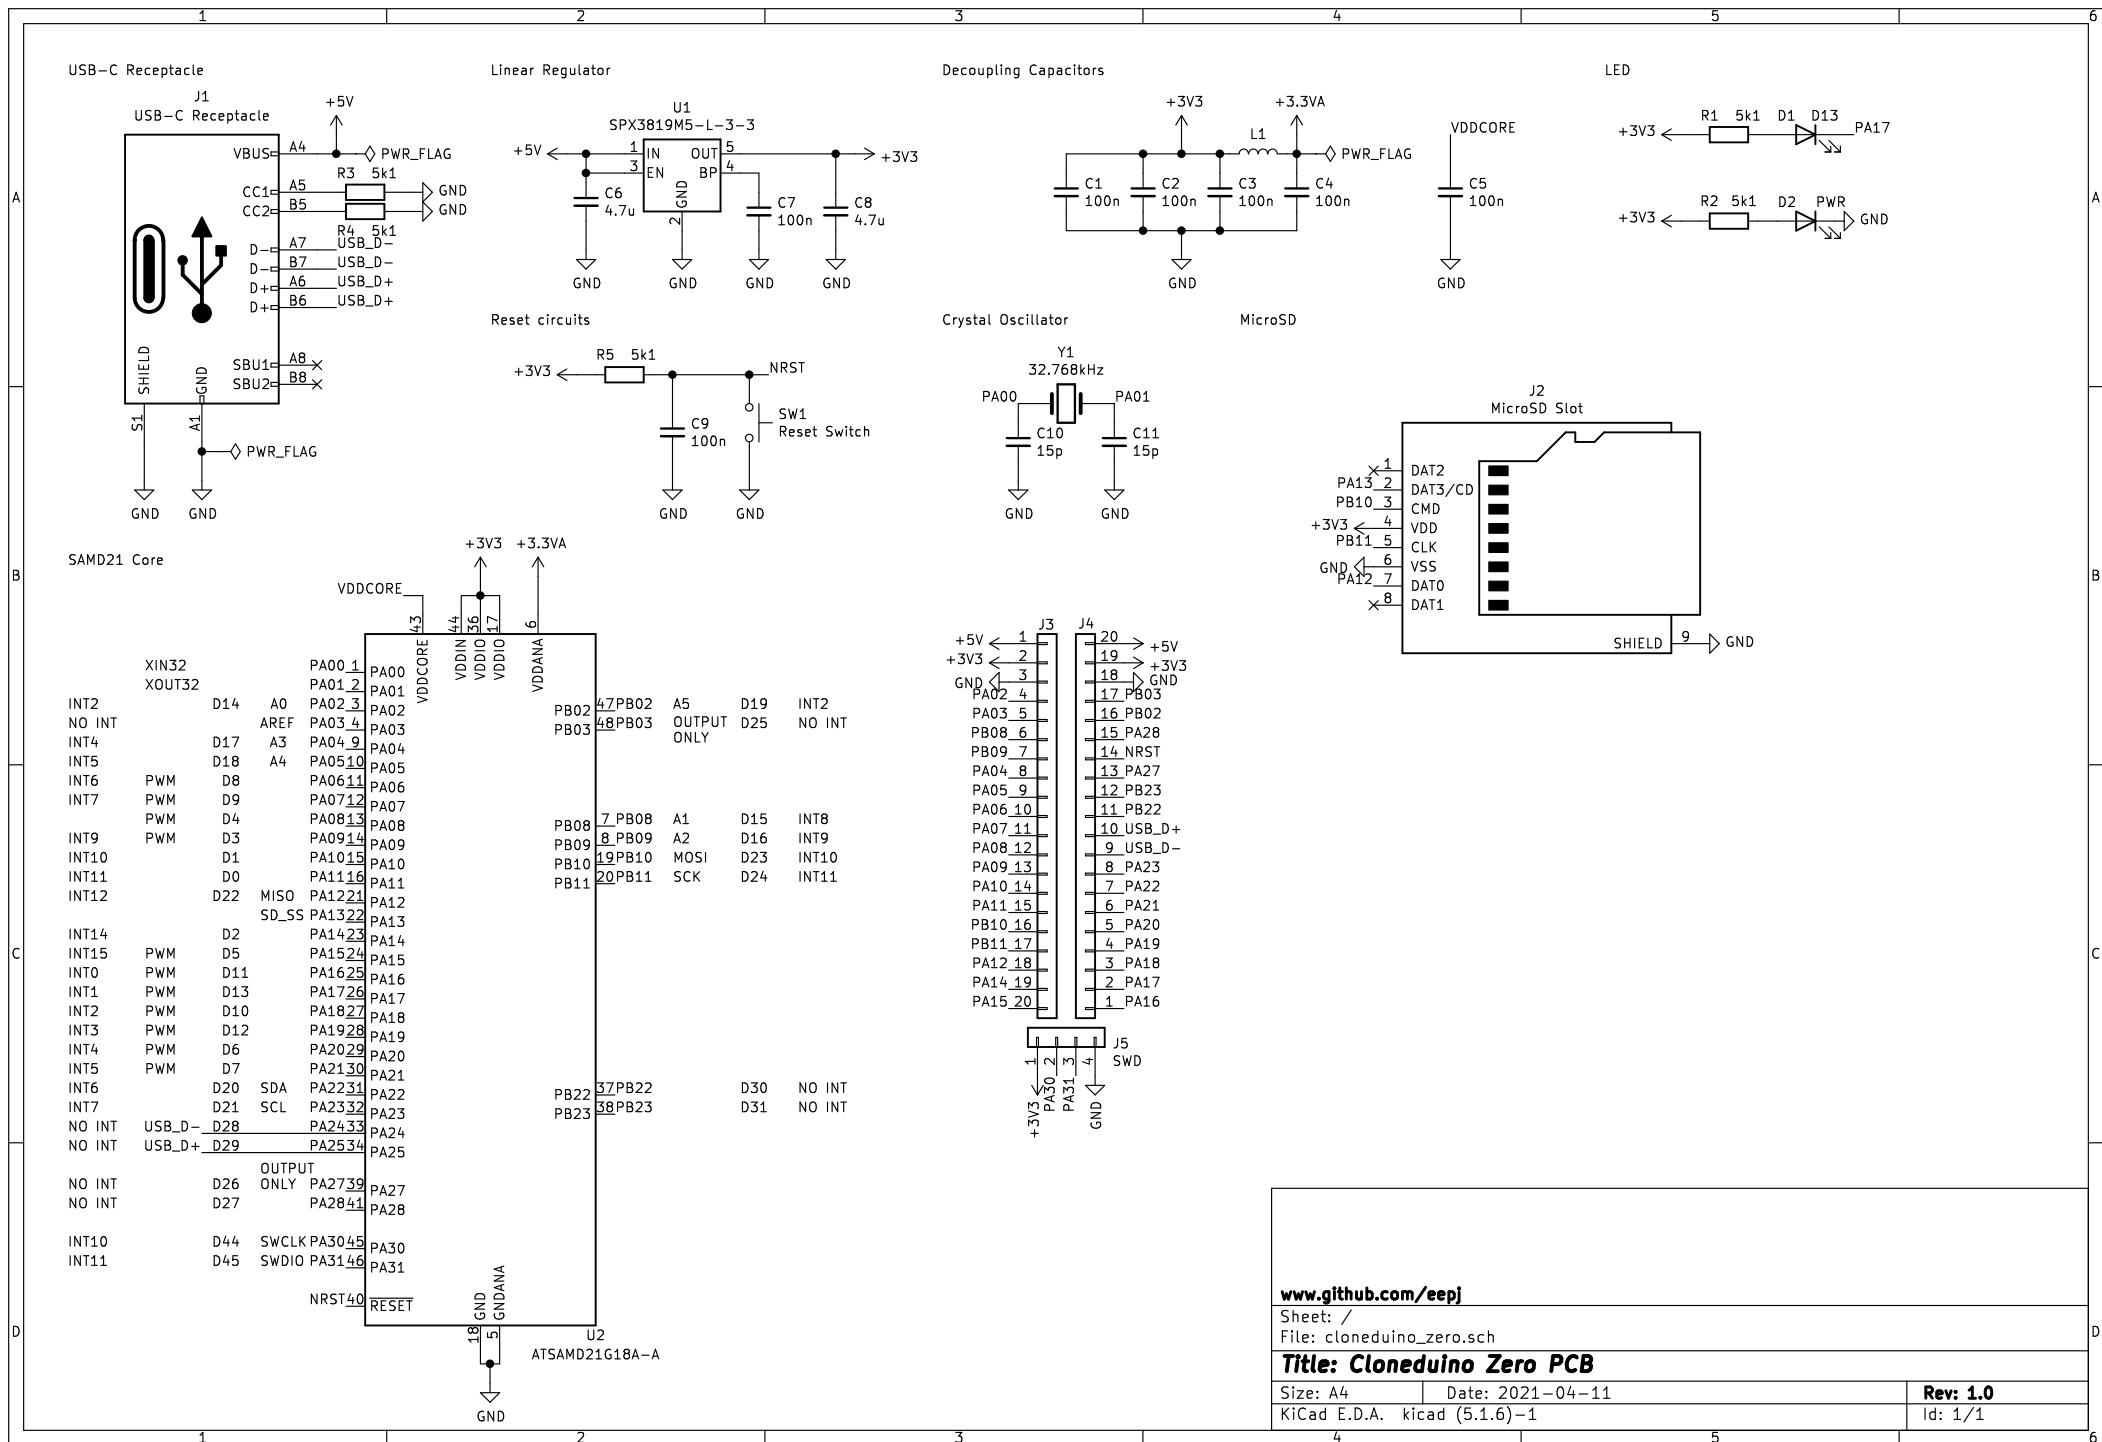 1 2 3 4 5 6
A
B
C
D
USB-C Receptacle
J1
USB-C Receptacle
+5V
VBUS A4 PWR_FLAG
R3 5k1
CC1 A5 GND
CC2 B5 GND
R4 5k1
D- A7 USB_D-
D- B7 USB_D-
D+ A6 USB_D+
D+ B6 USB_D+
SBU1 A8
SBU2 B8
SHIELD
GND
S1
A1
PWR_FLAG
GND GND
Linear Regulator
U1
SPX3819M5-L-3-3
+5V 1 IN OUT 5 +3V3
3 EN BP 4
GND
2
C6
4.7u
C7
100n
C8
4.7u
GND GND GND GND
Reset circuits
R5 5k1
+3V3 NRST
C9
100n
SW1
Reset Switch
GND GND
Decoupling Capacitors
+3V3 +3.3VA
L1
PWR_FLAG
C1
100n
C2
100n
C3
100n
C4
100n
GND
VDDCORE
C5
100n
GND
LED
R1 5k1 D1 D13
+3V3 PA17
R2 5k1 D2 PWR
+3V3 GND
Crystal Oscillator
Y1
32.768kHz
PA00 PA01
C10
15p
C11
15p
GND GND
MicroSD
J2
MicroSD Slot
1 DAT2
PA13 2 DAT3/CD
PB10 3 CMD
+3V3 4 VDD
PB11 5 CLK
GND 6 VSS
PA12 7 DAT0
8 DAT1
SHIELD 9 GND
SAMD21 Core
+3V3 +3.3VA
VDDCORE
43 44 36 17 6
VDDCORE VDDIN VDDIO VDDIO VDDANA
XIN32 PA00 1 PA00
XOUT32 PA01 2 PA01
INT2 D14 A0 PA02 3 PA02
NO INT AREF PA03 4 PA03
INT4 D17 A3 PA04 9 PA04
INT5 D18 A4 PA05 10 PA05
INT6 PWM D8 PA06 11 PA06
INT7 PWM D9 PA07 12 PA07
PWM D4 PA08 13 PA08
INT9 PWM D3 PA09 14 PA09
INT10 D1 PA10 15 PA10
INT11 D0 PA11 16 PA11
INT12 D22 MISO PA12 21 PA12
SD_SS PA13 22 PA13
INT14 D2 PA14 23 PA14
INT15 PWM D5 PA15 24 PA15
INT0 PWM D11 PA16 25 PA16
INT1 PWM D13 PA17 26 PA17
INT2 PWM D10 PA18 27 PA18
INT3 PWM D12 PA19 28 PA19
INT4 PWM D6 PA20 29 PA20
INT5 PWM D7 PA21 30 PA21
INT6 D20 SDA PA22 31 PA22
INT7 D21 SCL PA23 32 PA23
NO INT USB_D- D28 PA24 33 PA24
NO INT USB_D+ D29 PA25 34 PA25
OUTPUT
NO INT D26 ONLY PA27 39 PA27
NO INT D27 PA28 41 PA28
INT10 D44 SWCLK PA30 45 PA30
INT11 D45 SWDIO PA31 46 PA31
NRST 40 RESET
PB02 47 PB02 A5 D19 INT2
PB03 48 PB03 OUTPUT D25 NO INT
ONLY
PB08 7 PB08 A1 D15 INT8
PB09 8 PB09 A2 D16 INT9
PB10 19 PB10 MOSI D23 INT10
PB11 20 PB11 SCK D24 INT11
PB22 37 PB22 D30 NO INT
PB23 38 PB23 D31 NO INT
GND GNDANA
18 5
U2
ATSAMD21G18A-A
GND
J3 J4
+5V 1 20 +5V
+3V3 2 19 +3V3
GND 3 18 GND
PA02 4 17 PB03
PA03 5 16 PB02
PB08 6 15 PA28
PB09 7 14 NRST
PA04 8 13 PA27
PA05 9 12 PB23
PA06 10 11 PB22
PA07 11 10 USB_D+
PA08 12 9 USB_D-
PA09 13 8 PA23
PA10 14 7 PA22
PA11 15 6 PA21
PB10 16 5 PA20
PB11 17 4 PA19
PA12 18 3 PA18
PA14 19 2 PA17
PA15 20 1 PA16
J5
SWD
1 2 3 4
+3V3 PA30 PA31 GND
www.github.com/eepj
Sheet: /
File: cloneduino_zero.sch
Title: Cloneduino Zero PCB
Size: A4 Date: 2021-04-11 Rev: 1.0
KiCad E.D.A. kicad (5.1.6)-1 Id: 1/1
A
B
C
D
1 2 3 4 5 6